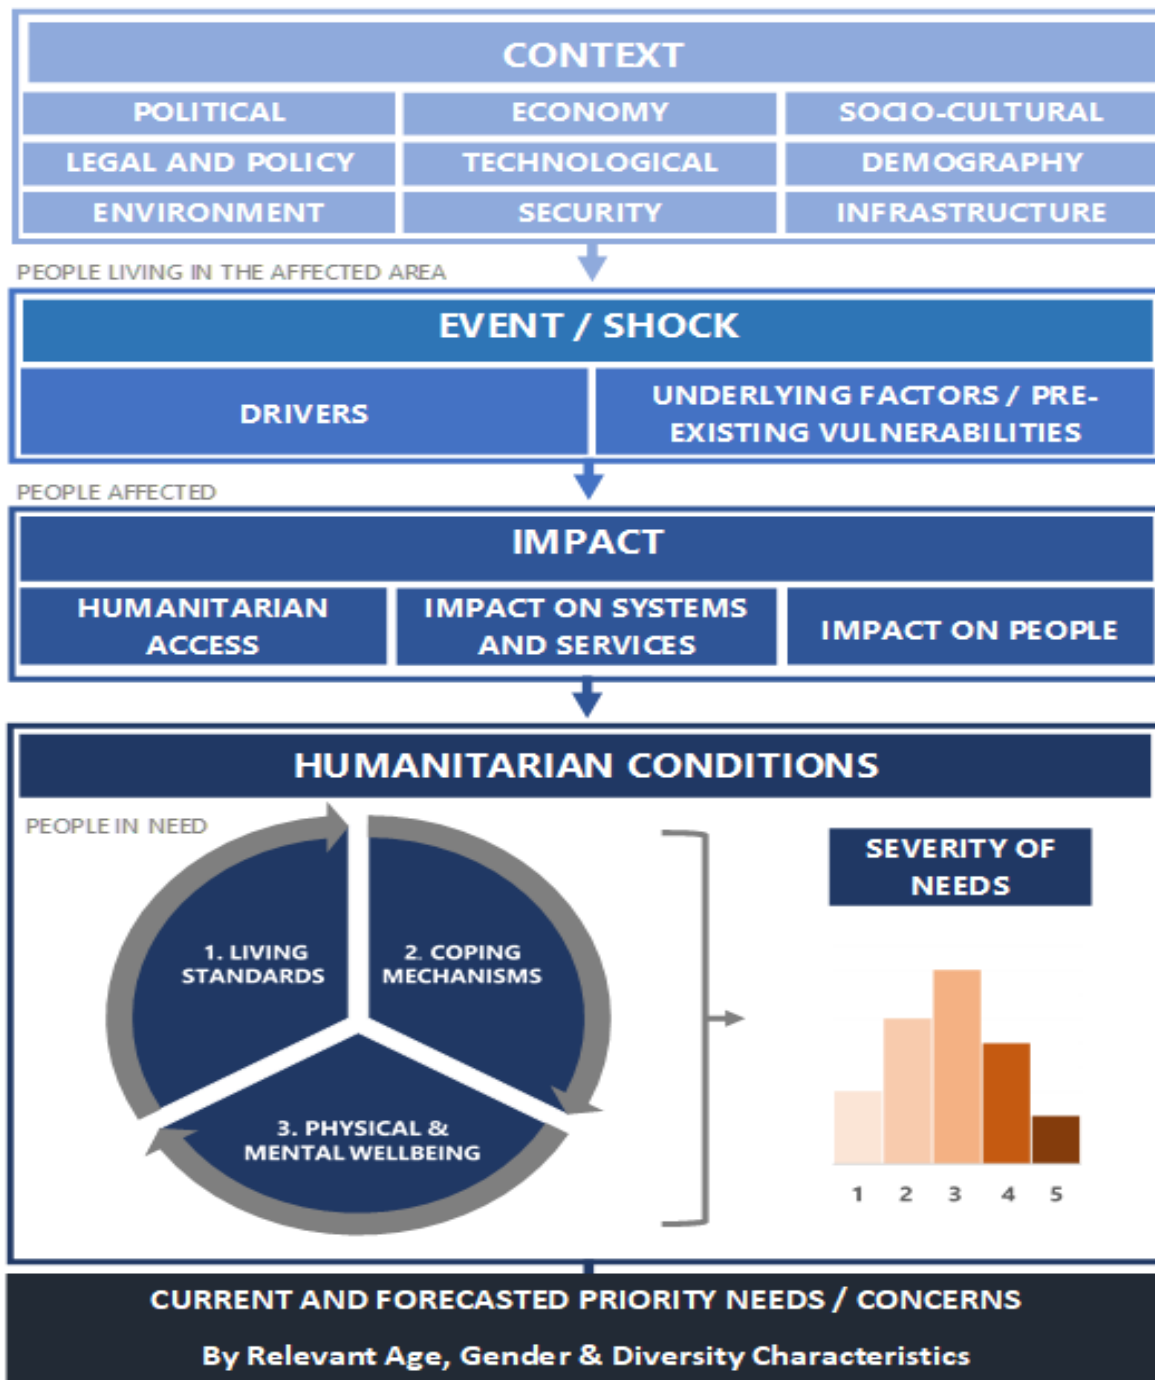 CONTEXT
POLITICAL
ECONOMY
SOCIO-CULTURAL
LEGAL AND POLICY
TECHNOLOGICAL
DEMOGRAPHY
ENVIRONMENT
SECURITY
INFRASTRUCTURE
PEOPLE LIVING IN THE AFFECTED AREA
EVENT / SHOCK
DRIVERS
UNDERLYING FACTORS / PRE-
EXISTING VULNERABILITIES
PEOPLE AFFECTED
IMPACT
HUMANITARIAN
ACCESS
IMPACT ON SYSTEMS
AND SERVICES
IMPACT ON PEOPLE
HUMANITARIAN CONDITIONS
PEOPLE IN NEED
1. LIVING
STANDARDS
2. COPING
MECHANISMS
3. PHYSICAL &
MENTAL WELLBEING
SEVERITY OF
NEEDS
1 2 3 4 5
CURRENT AND FORECASTED PRIORITY NEEDS / CONCERNS
By Relevant Age, Gender & Diversity Characteristics